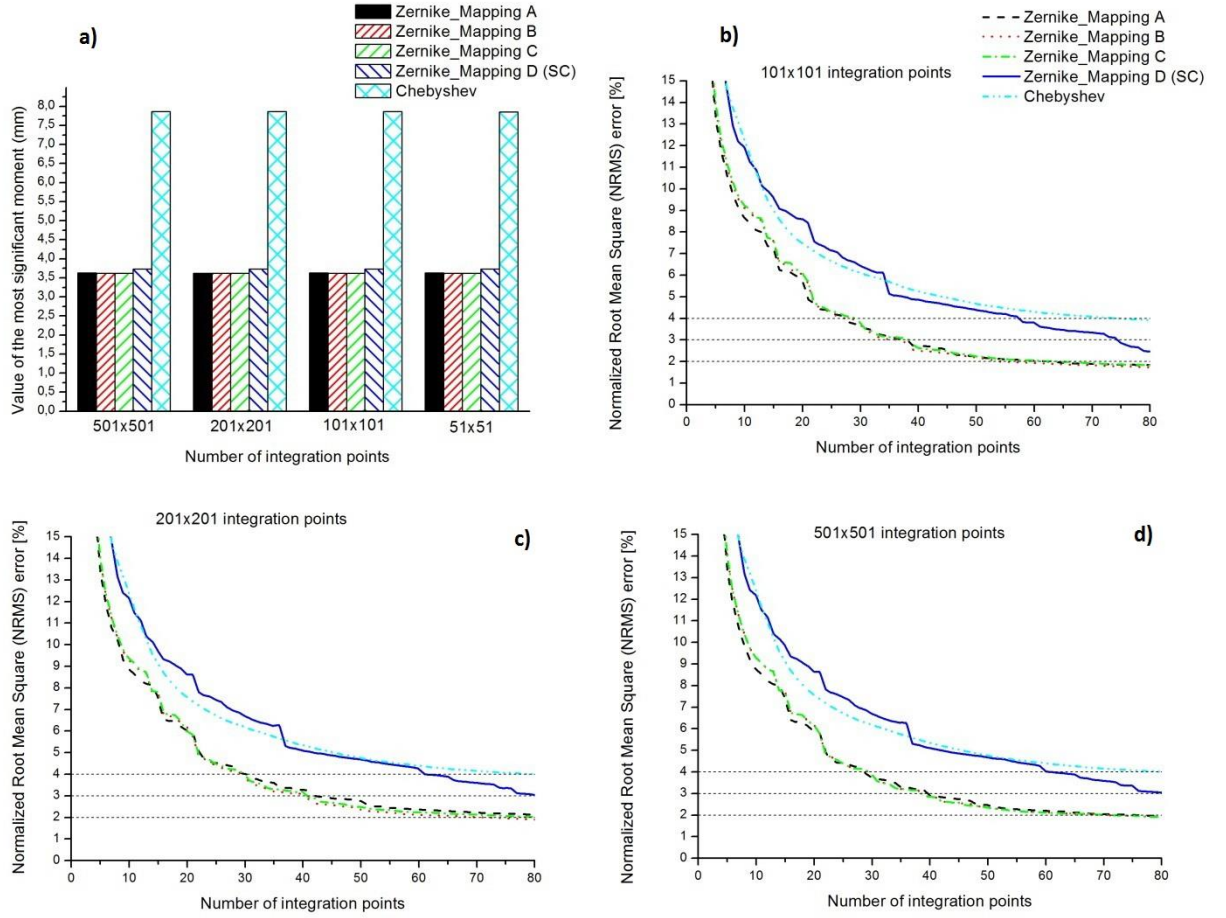 a)
Zernike_Mapping A
Zernike_Mapping B
Zernike_Mapping C
Zernike_Mapping D (SC)
Chebyshev
Value of the most significant moment (mm)
8,0
7,5
7,0
6,5
6,0
5,5
5,0
4,5
4,0
3,5
3,0
2,5
2,0
1,5
1,0
0,5
0,0
501x501 201x201 101x101 51x51
Number of integration points
b)
Zernike_Mapping A
Zernike_Mapping B
Zernike_Mapping C
Zernike_Mapping D (SC)
Chebyshev
101x101 integration points
Normalized Root Mean Square (NRMS) error [%]
15
14
13
12
11
10
9
8
7
6
5
4
3
2
1
0
0 10 20 30 40 50 60 70 80
Number of integration points
201x201 integration points
c)
Normalized Root Mean Square (NRMS) error [%]
15
14
13
12
11
10
9
8
7
6
5
4
3
2
1
0
0 10 20 30 40 50 60 70 80
Number of integration points
501x501 integration points
d)
Normalized Root Mean Square (NRMS) error [%]
15
14
13
12
11
10
9
8
7
6
5
4
3
2
1
0
0 10 20 30 40 50 60 70 80
Number of integration points